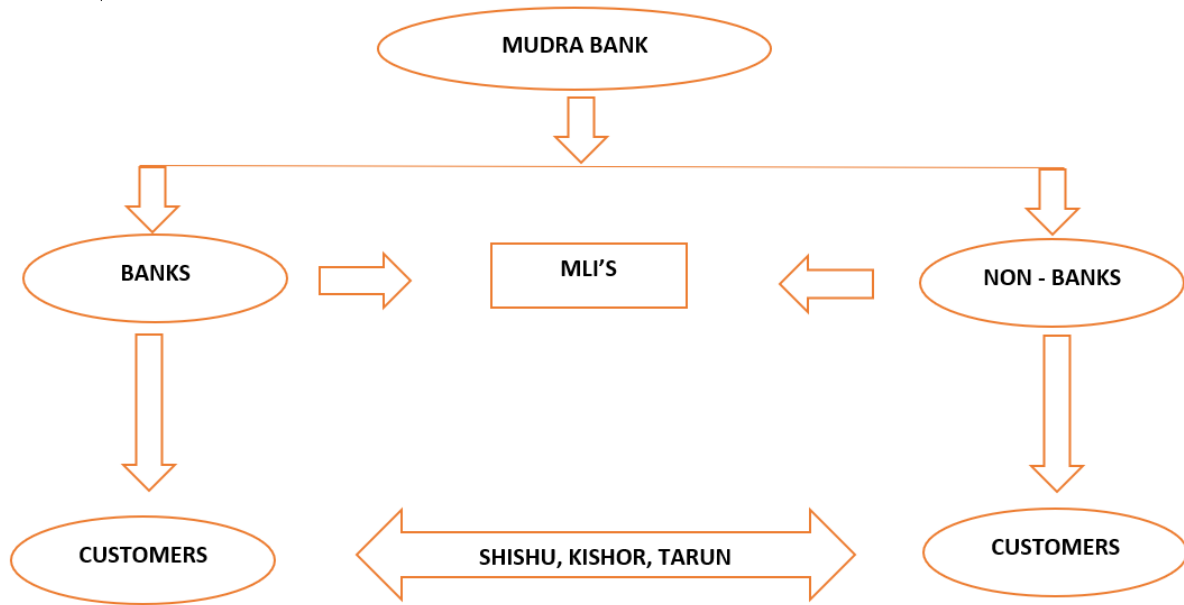 MUDRA BANK
BANKS
MLI'S
NON - BANKS
CUSTOMERS
SHISHU, KISHOR, TARUN
CUSTOMERS